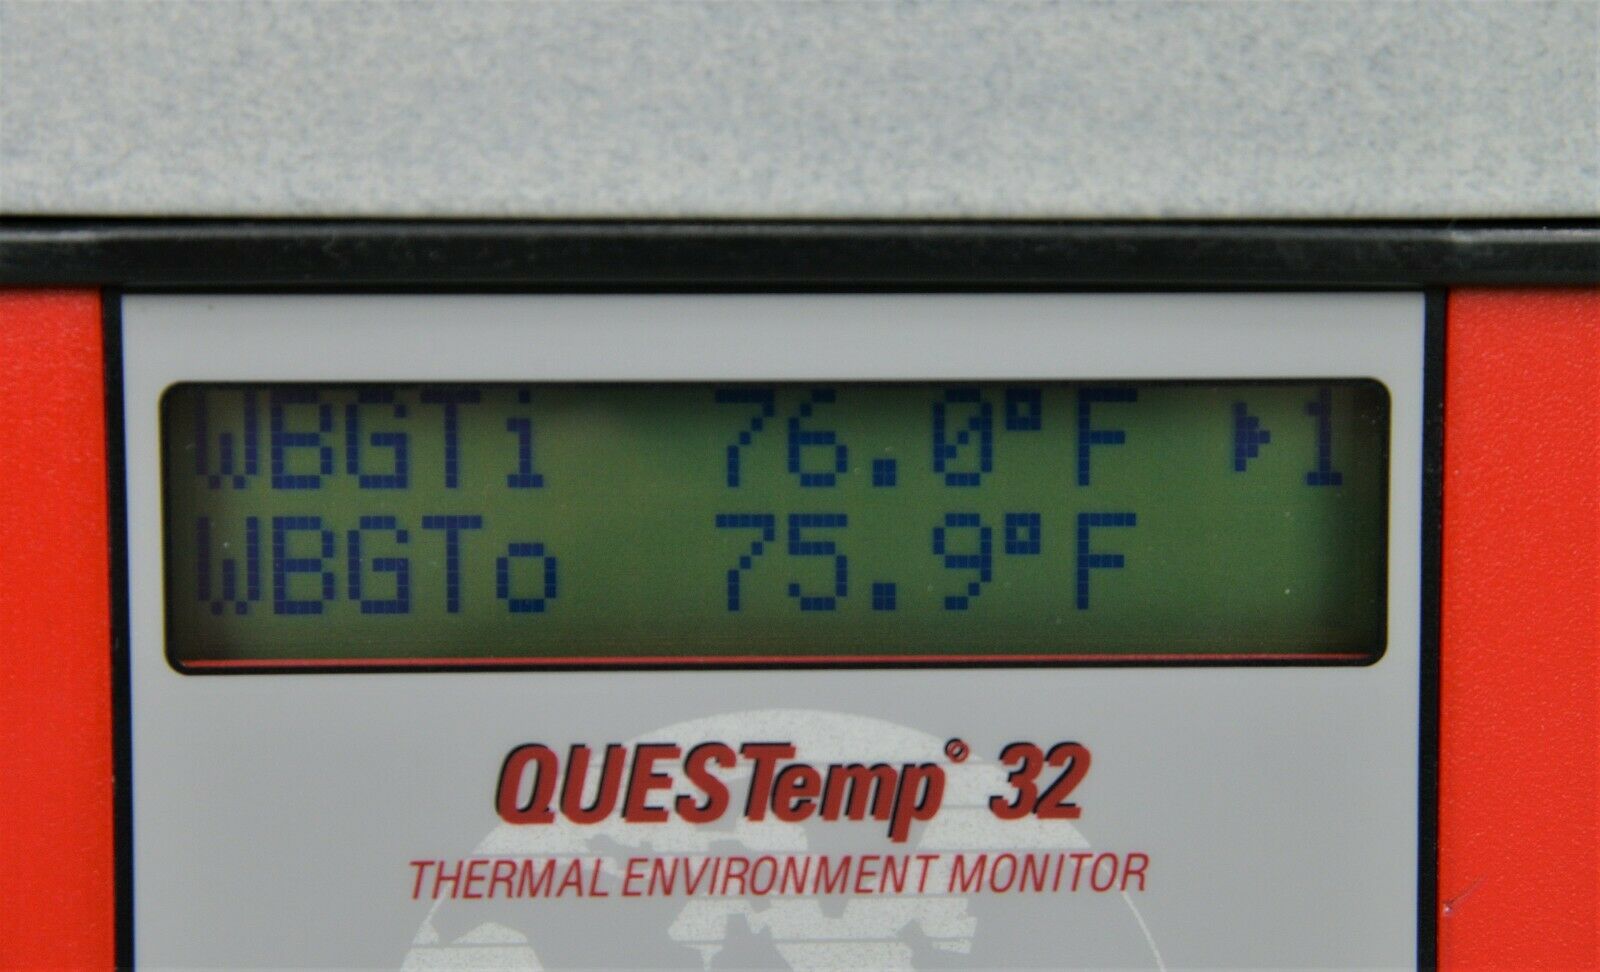 WBGTi 76.0°F ▶1
WBGTo 75.9°F
QUESTemp° 32
THERMAL ENVIRONMENT MONITOR